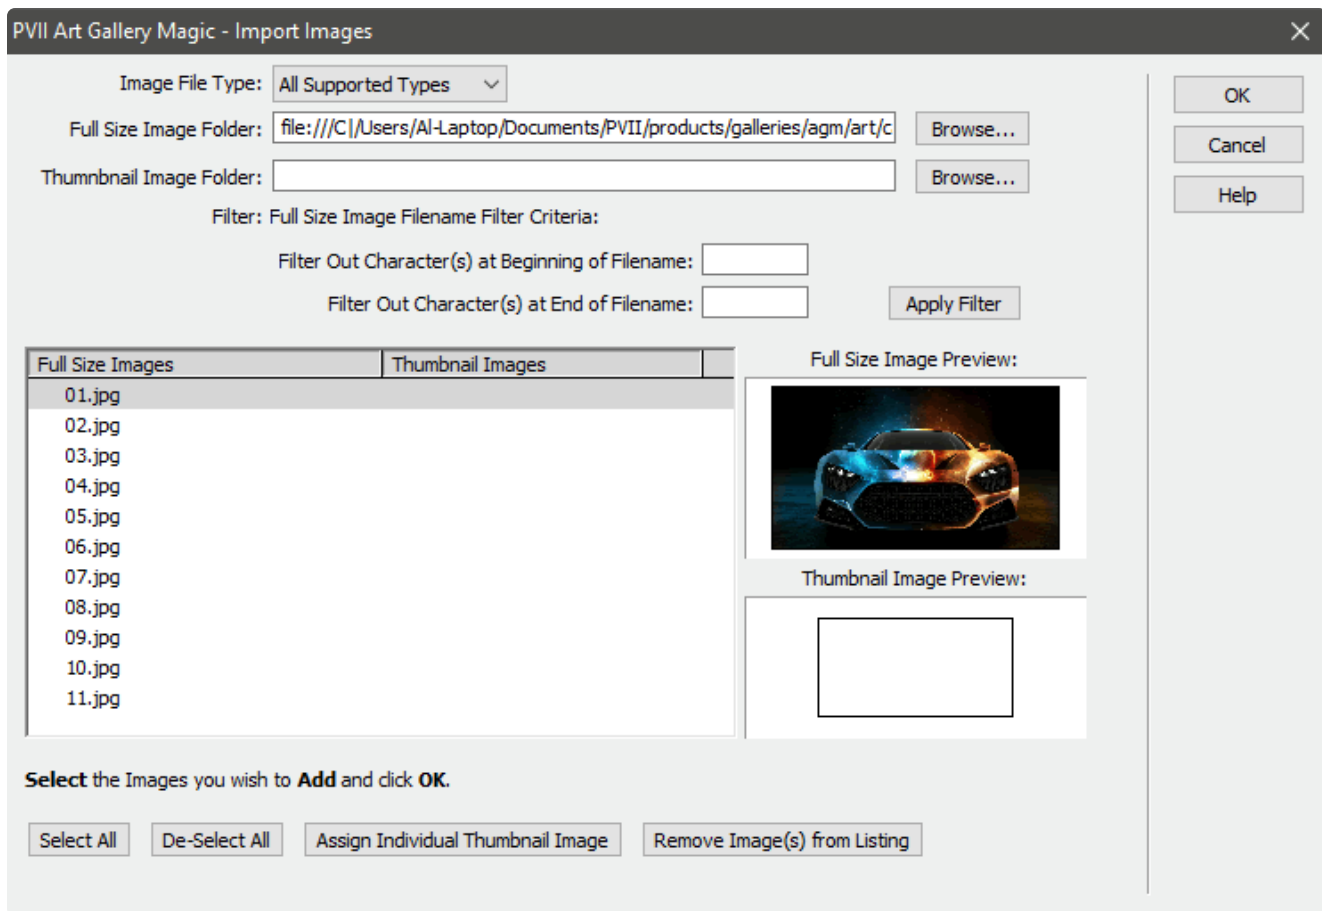 PVII Art Gallery Magic - Import Images
Image File Type: All Supported Types
OK
Full Size Image Folder: file:///C|/Users/Al-Laptop/Documents/PVII/products/galleries/agm/art/c Browse...
Cancel
Thumnbnail Image Folder: Browse...
Help
Filter: Full Size Image Filename Filter Criteria:
Filter Out Character(s) at Beginning of Filename:
Filter Out Character(s) at End of Filename: Apply Filter
Full Size Images Thumbnail Images
01.jpg
02.jpg
03.jpg
04.jpg
05.jpg
06.jpg
07.jpg
08.jpg
09.jpg
10.jpg
11.jpg
Full Size Image Preview:
Thumbnail Image Preview:
Select the Images you wish to Add and click OK.
Select All De-Select All Assign Individual Thumbnail Image Remove Image(s) from Listing